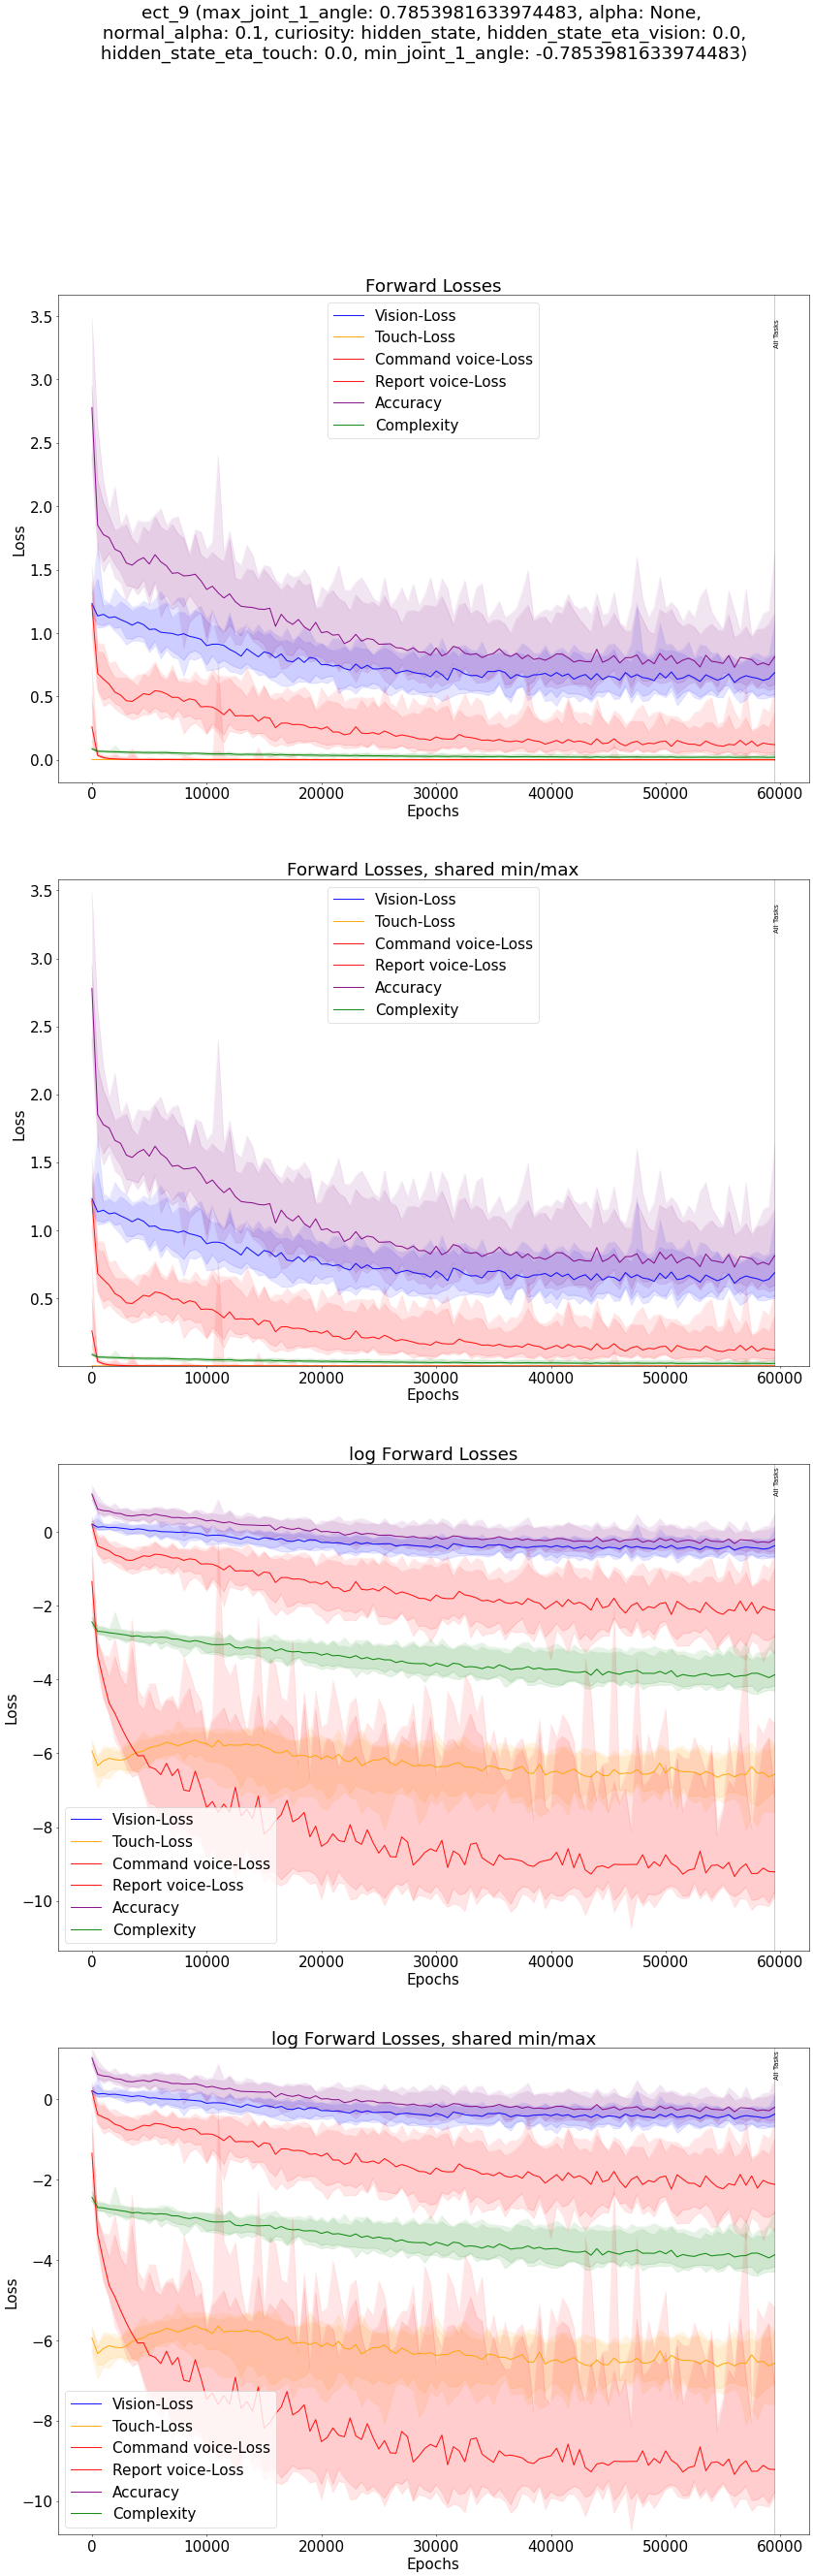 ect_9 (max_joint_1_angle: 0.7853981633974483, alpha: None,
normal_alpha: 0.1, curiosity: hidden_state, hidden_state_eta_vision: 0.0,
hidden_state_eta_touch: 0.0, min_joint_1_angle: -0.7853981633974483)
Forward Losses
3.5
3.0
2.5
2.0
1.5
1.0
0.5
0.0
Loss
Vision-Loss
Touch-Loss
Command voice-Loss
Report voice-Loss
Accuracy
Complexity
All Tasks
0 10000 20000 30000 40000 50000 60000
Epochs
Forward Losses, shared min/max
3.5
3.0
2.5
2.0
1.5
1.0
0.5
Loss
Vision-Loss
Touch-Loss
Command voice-Loss
Report voice-Loss
Accuracy
Complexity
All Tasks
0 10000 20000 30000 40000 50000 60000
Epochs
log Forward Losses
0
−2
−4
−6
−8
−10
Loss
Vision-Loss
Touch-Loss
Command voice-Loss
Report voice-Loss
Accuracy
Complexity
All Tasks
0 10000 20000 30000 40000 50000 60000
Epochs
log Forward Losses, shared min/max
0
−2
−4
−6
−8
−10
Loss
Vision-Loss
Touch-Loss
Command voice-Loss
Report voice-Loss
Accuracy
Complexity
All Tasks
0 10000 20000 30000 40000 50000 60000
Epochs